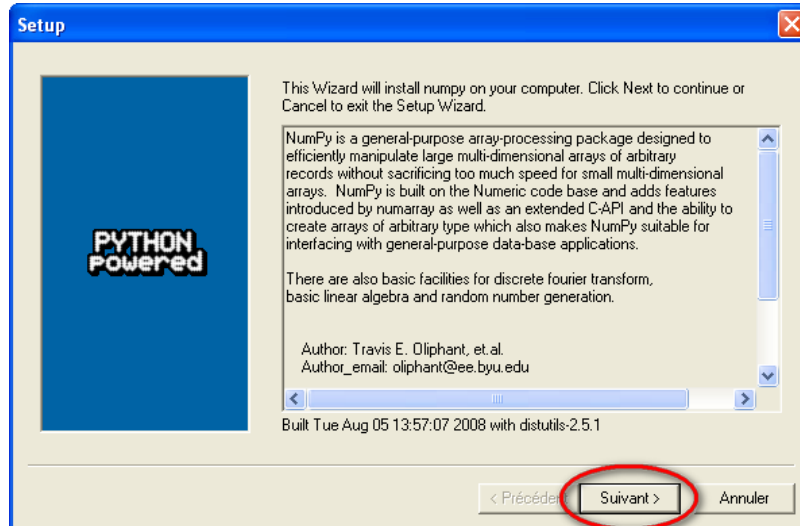 Setup
This Wizard will install numpy on your computer. Click Next to continue or
Cancel to exit the Setup Wizard.
NumPy is a general-purpose array-processing package designed to
efficiently manipulate large multi-dimensional arrays of arbitrary
records without sacrificing too much speed for small multi-dimensional
arrays. NumPy is built on the Numeric code base and adds features
introduced by numarray as well as an extended C-API and the ability to
create arrays of arbitrary type which also makes NumPy suitable for
interfacing with general-purpose data-base applications.
There are also basic facilities for discrete fourier transform,
basic linear algebra and random number generation.
PYTHON
Powered
Author: Travis E. Oliphant, et.al.
Author_email: oliphant@ee.byu.edu
Built Tue Aug 05 13:57:07 2008 with distutils-2.5.1
< Précédent Suivant > Annuler